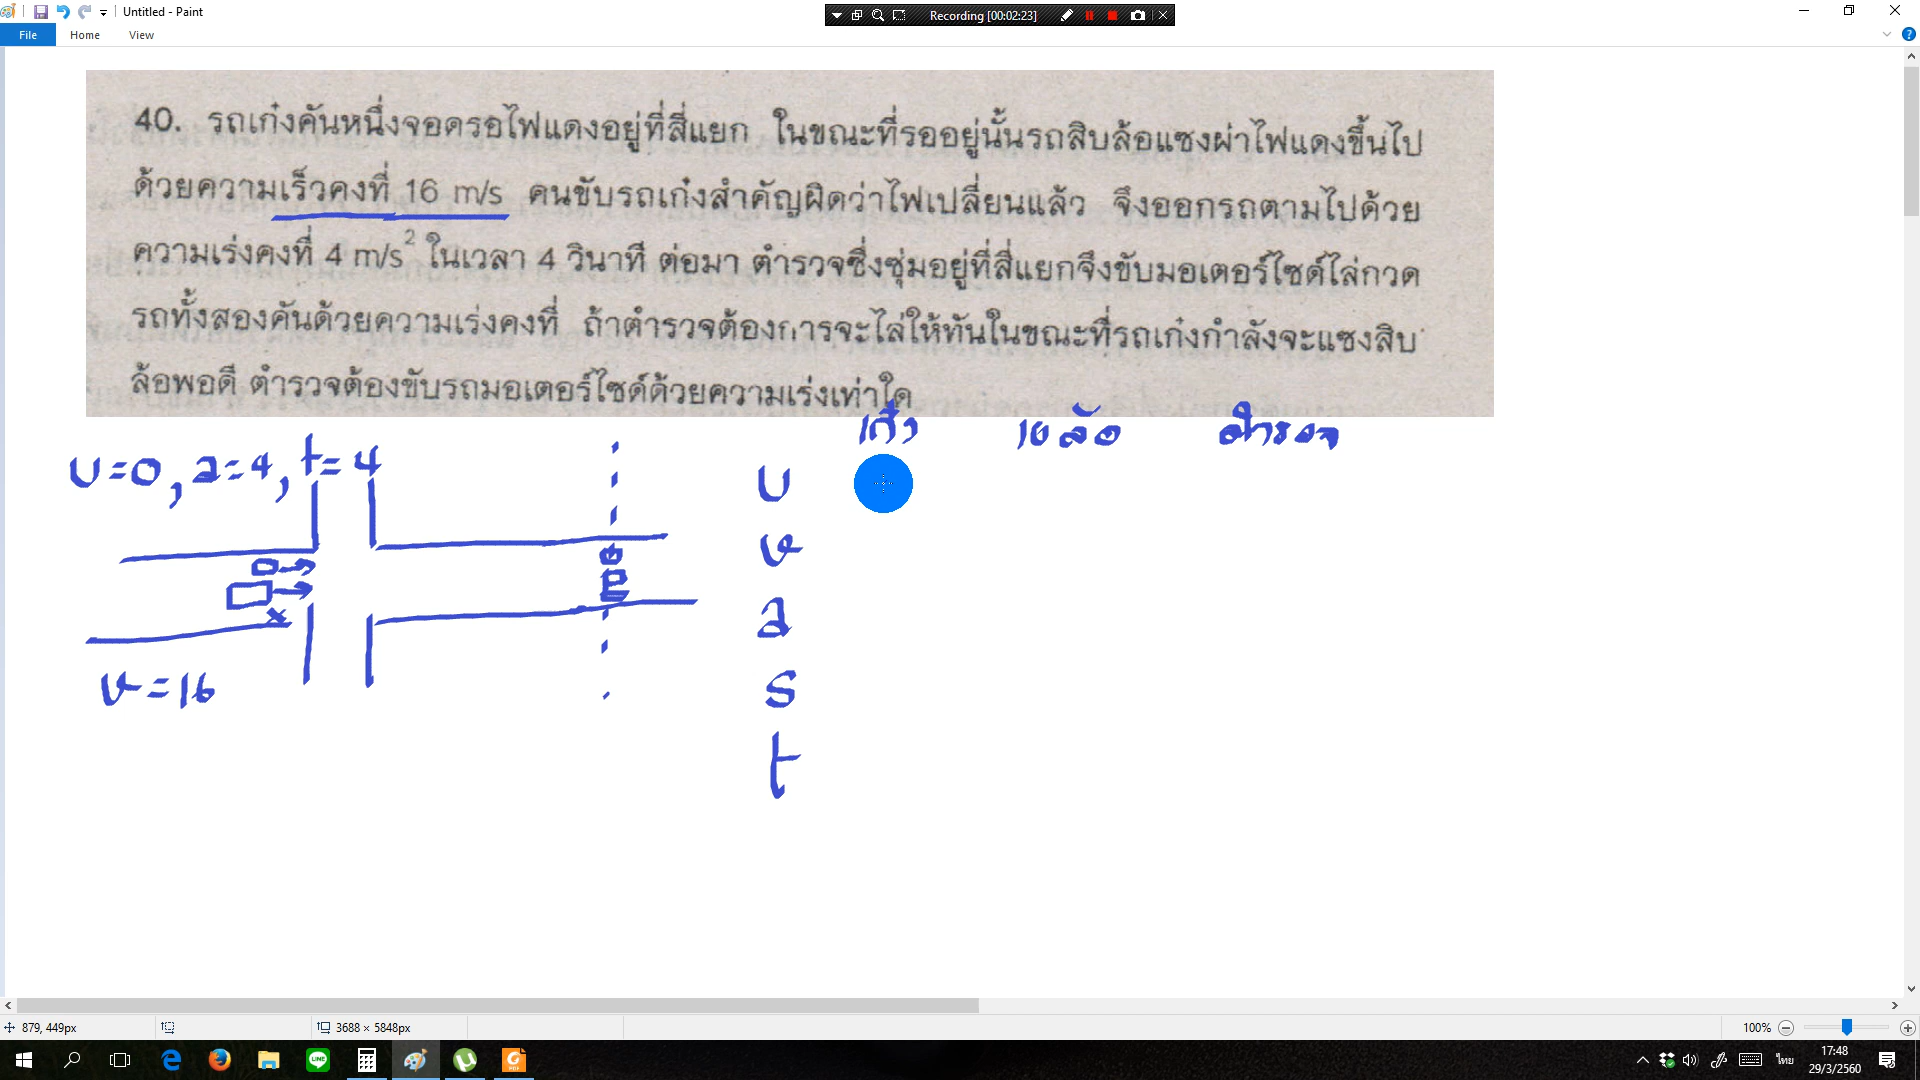 Untitled - Paint
Recording [00:02:23]
File Home View
40. รถเก๋งคันหนึ่งจอดรอไฟแดงอยู่ที่สี่แยก ในขณะที่รออยู่นั้นรถสิบล้อแซงผ่าไฟแดงขึ้นไป
ด้วยความเร็วคงที่ 16 m/s คนขับรถเก๋งสำคัญผิดว่าไฟเปลี่ยนแล้ว จึงออกรถตามไปด้วย
ความเร่งคงที่ 4 m/s² ในเวลา 4 วินาที ต่อมา ตำรวจซึ่งซุ่มอยู่ที่สี่แยกจึงขับมอเตอร์ไซด์ไล่กวด
รถทั้งสองคันด้วยความเร่งคงที่ ถ้าตำรวจต้องการจะไล่ให้ทันในขณะที่รถเก๋งกำลังจะแซงสิบ
ล้อพอดี ตำรวจต้องขับรถมอเตอร์ไซด์ด้วยความเร่งเท่าใด
เก๋ง 10 ล้อ ตำรวจ
u=0, a=4, t=4
u
v
a
v=16
s
t
879, 449px
3688 × 5848px
100%
LINE
PDF
ไทย
17:48
29/3/2560